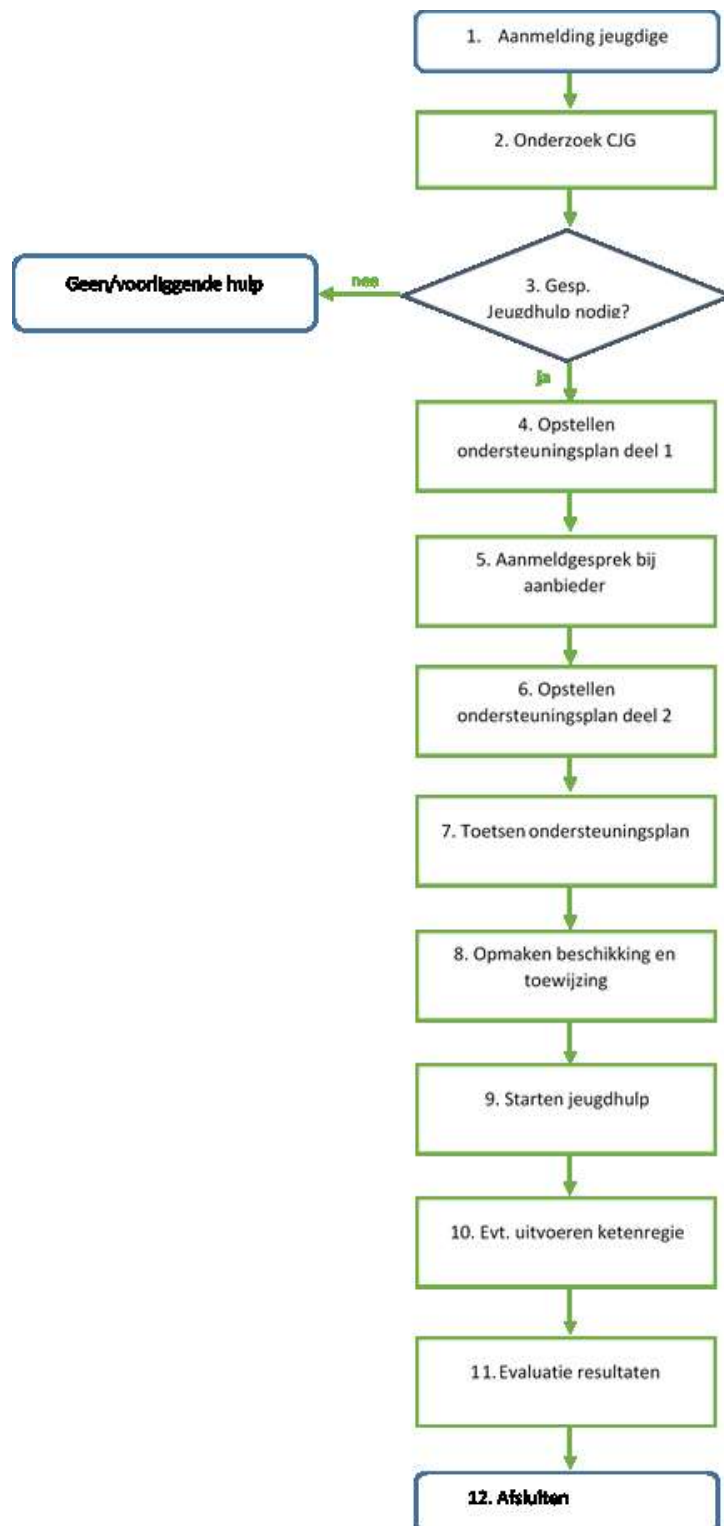 1. Aanmelding jeugdige
2. Onderzoek CJG
3. Gesp.
Jeugdhulp nodig?
nee
Geen/voorliggende hulp
ja
4. Opstellen
ondersteuningsplan deel 1
5. Aanmeldgesprek bij
aanbieder
6. Opstellen
ondersteuningsplan deel 2
7. Toetsen ondersteuningsplan
8. Opmaken beschikking en
toewijzing
9. Starten jeugdhulp
10. Evt. uitvoeren ketenregie
11. Evaluatie resultaten
12. Afsluiten